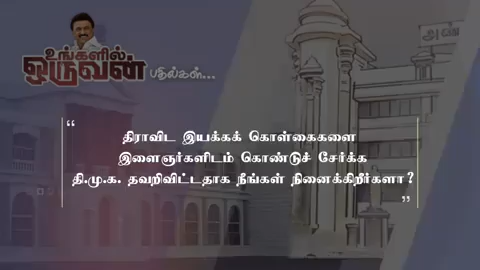 உங்களில்
ஒருவன்
பதில்கள்...
“
திராவிட இயக்கக் கொள்கைகளை
இளைஞர்களிடம் கொண்டுச் சேர்க்க
தி.மு.க. தவறிவிட்டதாக நீங்கள் நினைக்கிறீர்களா?
”